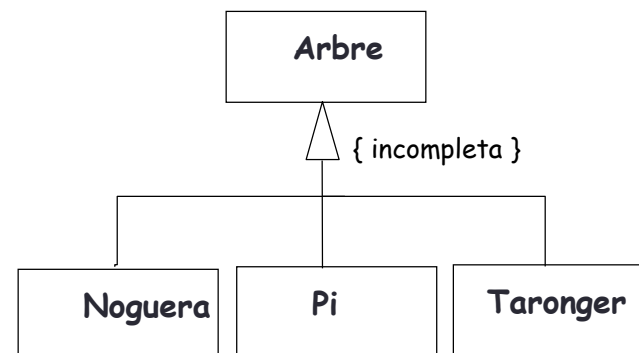 Arbre
{ incompleta }
Noguera
Pi
Taronger